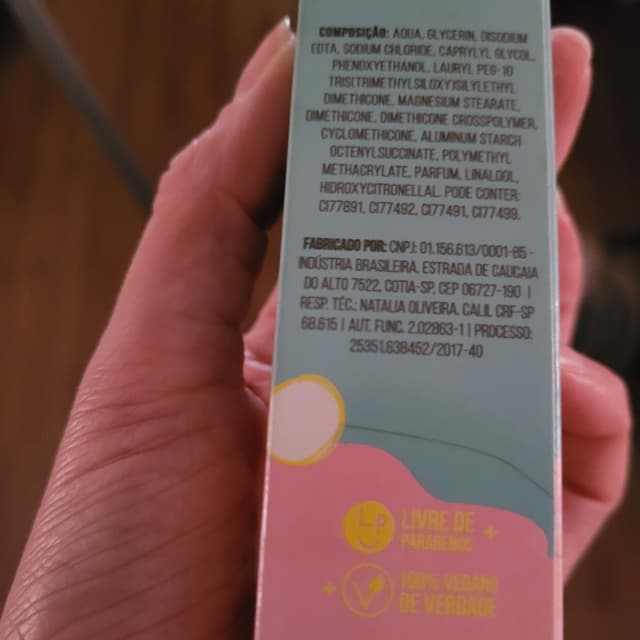 COMPOSIÇÃO: AQUA, GLYCERIN, DISODIUM
EDTA, SODIUM CHLORIDE, CAPRYLYL GLYCOL,
PHENOXYETHANOL, LAURYL PEG-10
TRISITRIMETHYLSILOXY)SILYLETHYL
DIMETHICONE, MAGNESIUM STEARATE,
DIMETHICONE, DIMETHICONE CROSSPOLYMER,
CYCLOMETHICONE, ALUMINUM STARCH
OCTENYLSUCCINATE, POLYMETHYL
METHACRYLATE, PARFUM, LINALOOL,
HIDROXYCITRONELLAL. PODE CONTER:
CI77891, CI77492, CI77491, CI77499.
FABRICADO POR: CNPJ: 01.156.613/0001-85 -
INDÚSTRIA BRASILEIRA. ESTRADA DE CAUCAIA
DO ALTO 7522, COTIA-SP, CEP 06727-190 |
RESP. TÉC.: NATALIA OLIVEIRA. CALIL CRF-SP
68.615 | AUT. FUNC. 2.02863-1 | PROCESSO:
25351.638452/2017-40
LP LIVRE DE +
PARABENOS
+ V 100% VEGANO
DE VERDADE